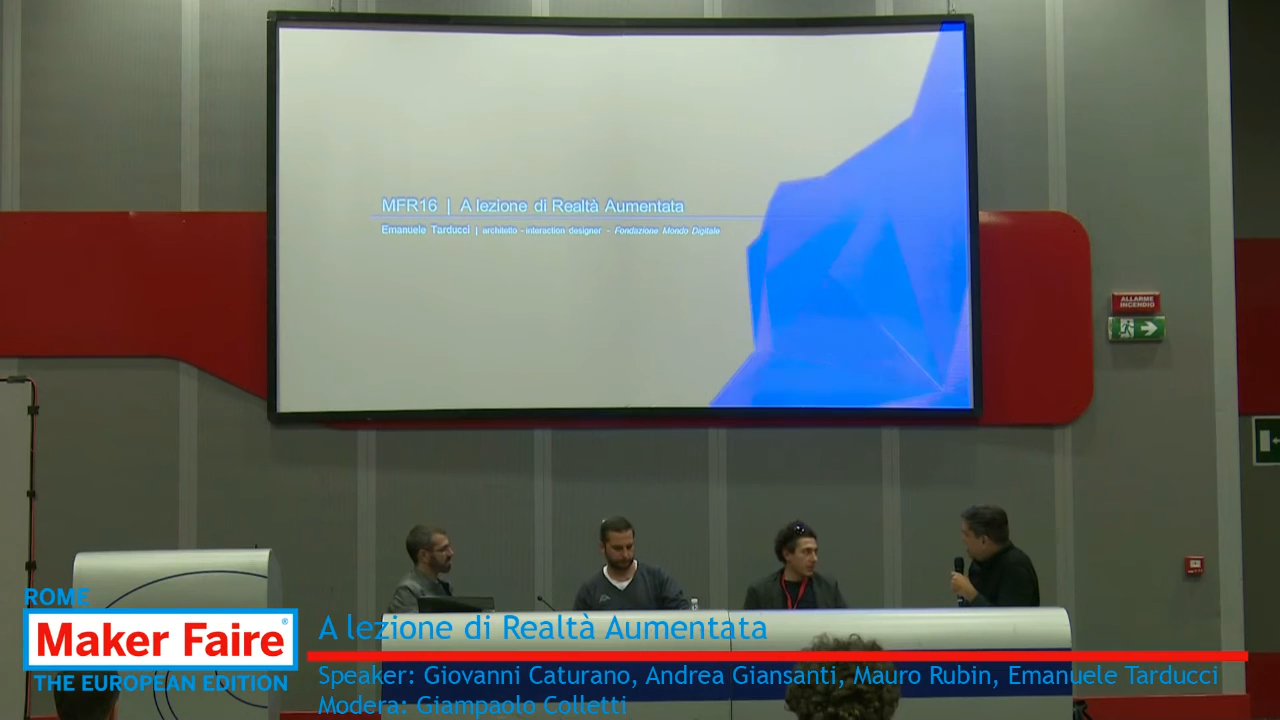 MFR16 | A lezione di Realtà Aumentata
Emanuele Tarducci | architetto - interaction designer - Fondazione Mondo Digitale
ALLARME
INCENDIO
ROME
Maker Faire®
THE EUROPEAN EDITION
A lezione di Realtà Aumentata
Speaker: Giovanni Caturano, Andrea Giansanti, Mauro Rubin, Emanuele Tarducci
Modera: Giampaolo Colletti